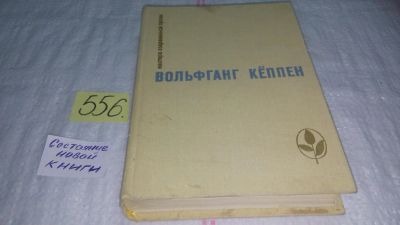 мастера современной прозы
ВОЛЬФГАНГ КЁППЕН
556.
Состояние
новой
книги